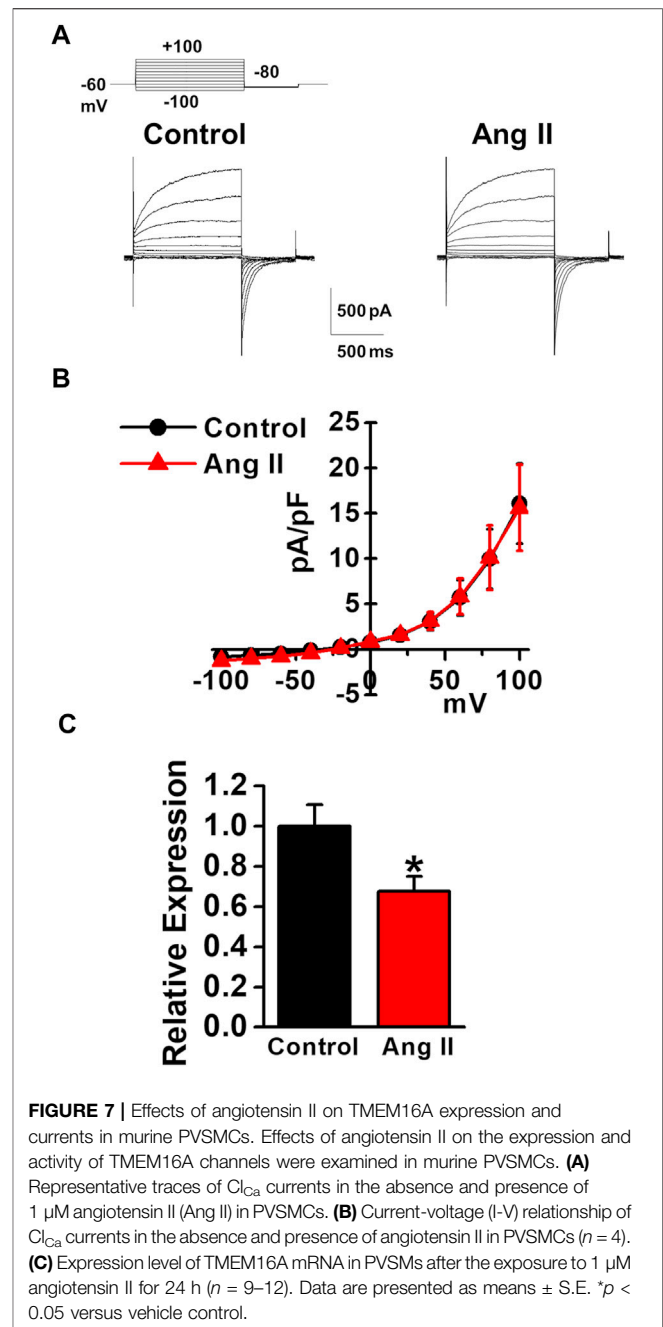 A
+100
-60
-80
mV
-100
Control
Ang II
500 pA
500 ms
B
Control
Ang II
pA/pF
25
20
15
10
5
0
-5
-100
-50
0
50
100
mV
C
Relative Expression
1.2
1.0
0.8
0.6
0.4
0.2
0.0
*
Control
Ang II
FIGURE 7 | Effects of angiotensin II on TMEM16A expression and
currents in murine PVSMCs. Effects of angiotensin II on the expression and
activity of TMEM16A channels were examined in murine PVSMCs. (A)
Representative traces of ClCa currents in the absence and presence of
1 μM angiotensin II (Ang II) in PVSMCs. (B) Current-voltage (I-V) relationship of
ClCa currents in the absence and presence of angiotensin II in PVSMCs (n = 4).
(C) Expression level of TMEM16A mRNA in PVSMs after the exposure to 1 μM
angiotensin II for 24 h (n = 9–12). Data are presented as means ± S.E. *p <
0.05 versus vehicle control.